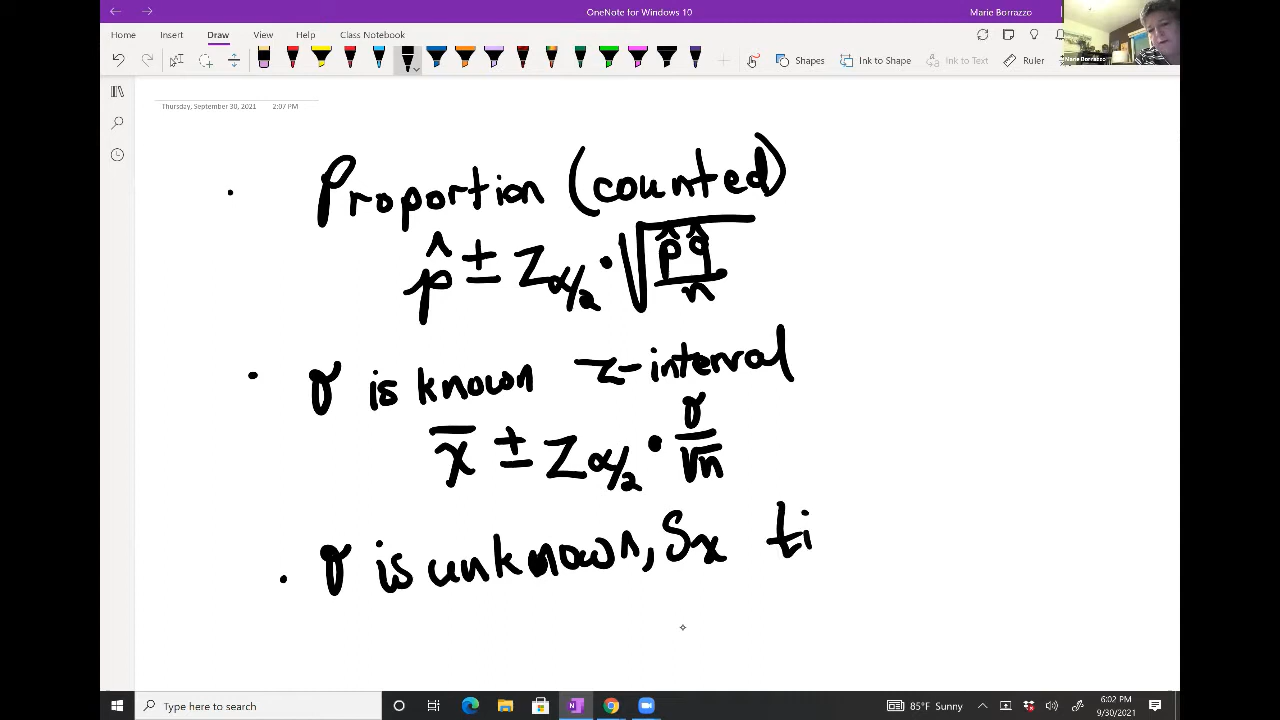 OneNote for Windows 10
Marie Borrazzo
Home Insert Draw View Help Class Notebook
Shapes Ink to Shape Ink to Text Ruler
Marie Borrazzo
Thursday, September 30, 2021 2:07 PM
• Proportion (counted)
p̂ ± Zα/2 • √(p̂q̂/n)
• σ is known z-interval
x̄ ± Zα/2 • σ/√n
• σ is unknown, Sx ti
Type here to search
85°F Sunny
6:02 PM
9/30/2021